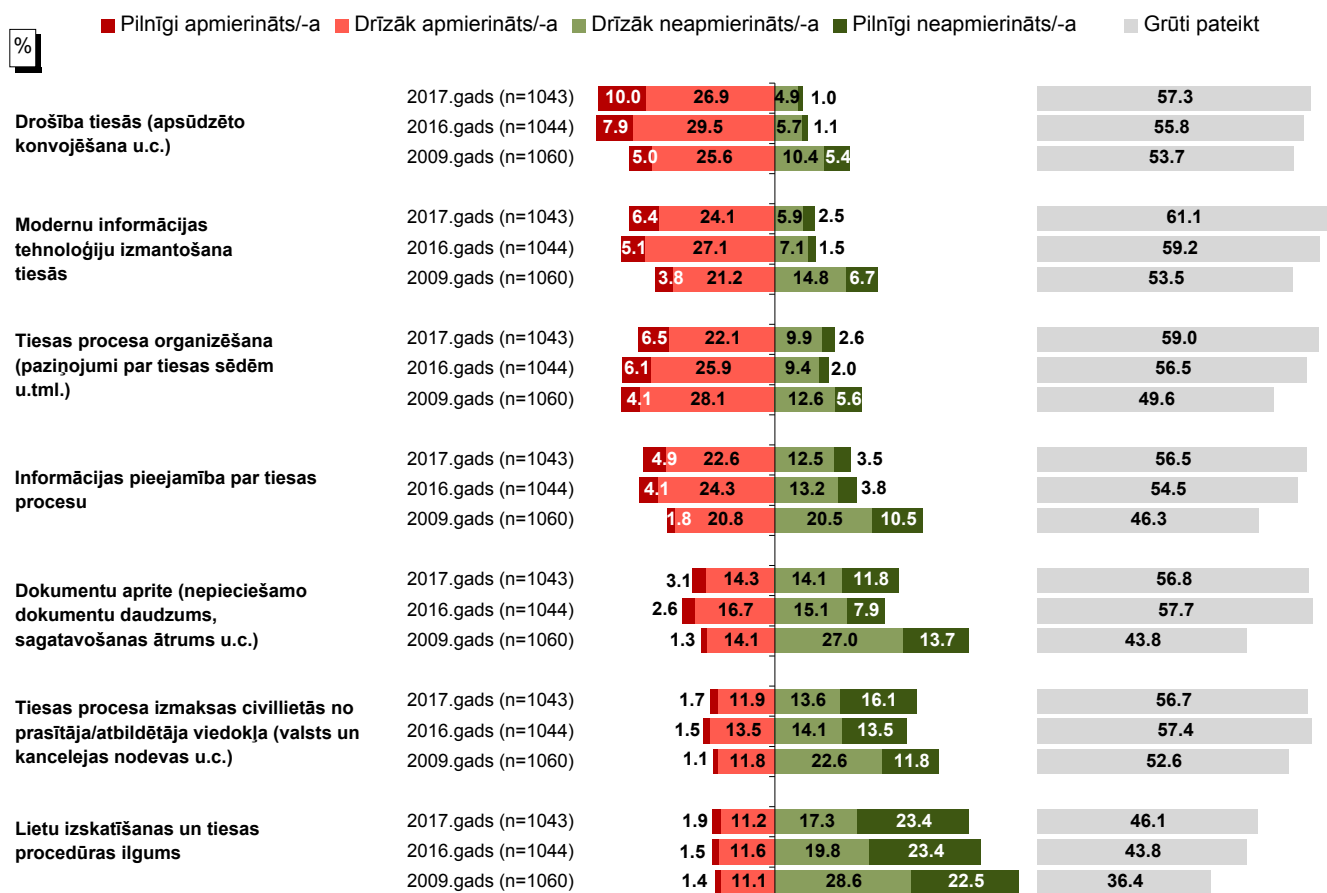 Pilnīgi apmierināts/-a Drīzāk apmierināts/-a Drīzāk neapmierināts/-a Pilnīgi neapmierināts/-a Grūti pateikt
%
Drošība tiesās (apsūdzēto
konvojēšana u.c.)
2017.gads (n=1043) 10.0 26.9 4.9 1.0 57.3
2016.gads (n=1044) 7.9 29.5 5.7 1.1 55.8
2009.gads (n=1060) 5.0 25.6 10.4 5.4 53.7
Modernu informācijas
tehnoloģiju izmantošana
tiesās
2017.gads (n=1043) 6.4 24.1 5.9 2.5 61.1
2016.gads (n=1044) 5.1 27.1 7.1 1.5 59.2
2009.gads (n=1060) 3.8 21.2 14.8 6.7 53.5
Tiesas procesa organizēšana
(paziņojumi par tiesas sēdēm
u.tml.)
2017.gads (n=1043) 6.5 22.1 9.9 2.6 59.0
2016.gads (n=1044) 6.1 25.9 9.4 2.0 56.5
2009.gads (n=1060) 4.1 28.1 12.6 5.6 49.6
Informācijas pieejamība par tiesas
procesu
2017.gads (n=1043) 4.9 22.6 12.5 3.5 56.5
2016.gads (n=1044) 4.1 24.3 13.2 3.8 54.5
2009.gads (n=1060) 1.8 20.8 20.5 10.5 46.3
Dokumentu aprite (nepieciešamo
dokumentu daudzums,
sagatavošanas ātrums u.c.)
2017.gads (n=1043) 3.1 14.3 14.1 11.8 56.8
2016.gads (n=1044) 2.6 16.7 15.1 7.9 57.7
2009.gads (n=1060) 1.3 14.1 27.0 13.7 43.8
Tiesas procesa izmaksas civillietās no
prasītāja/atbildētāja viedokļa (valsts un
kancelejas nodevas u.c.)
2017.gads (n=1043) 1.7 11.9 13.6 16.1 56.7
2016.gads (n=1044) 1.5 13.5 14.1 13.5 57.4
2009.gads (n=1060) 1.1 11.8 22.6 11.8 52.6
Lietu izskatīšanas un tiesas
procedūras ilgums
2017.gads (n=1043) 1.9 11.2 17.3 23.4 46.1
2016.gads (n=1044) 1.5 11.6 19.8 23.4 43.8
2009.gads (n=1060) 1.4 11.1 28.6 22.5 36.4